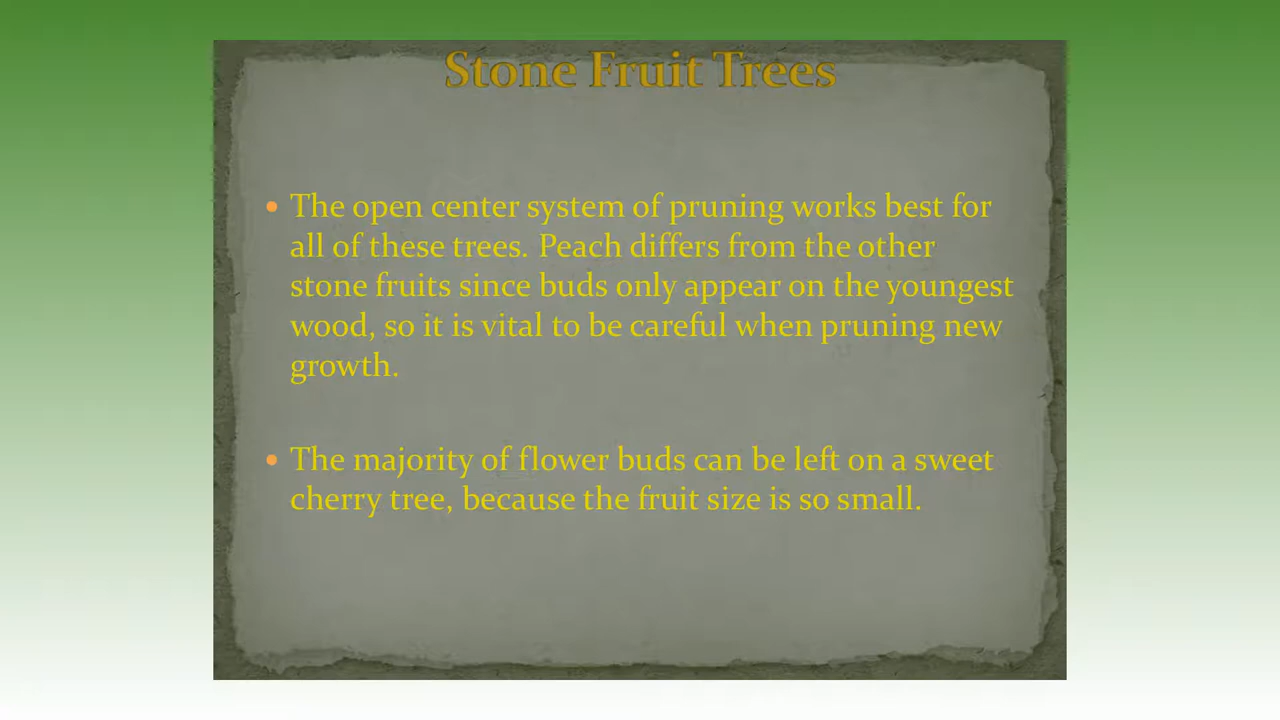 Stone Fruit Trees
• The open center system of pruning works best for
all of these trees. Peach differs from the other
stone fruits since buds only appear on the youngest
wood, so it is vital to be careful when pruning new
growth.
• The majority of flower buds can be left on a sweet
cherry tree, because the fruit size is so small.